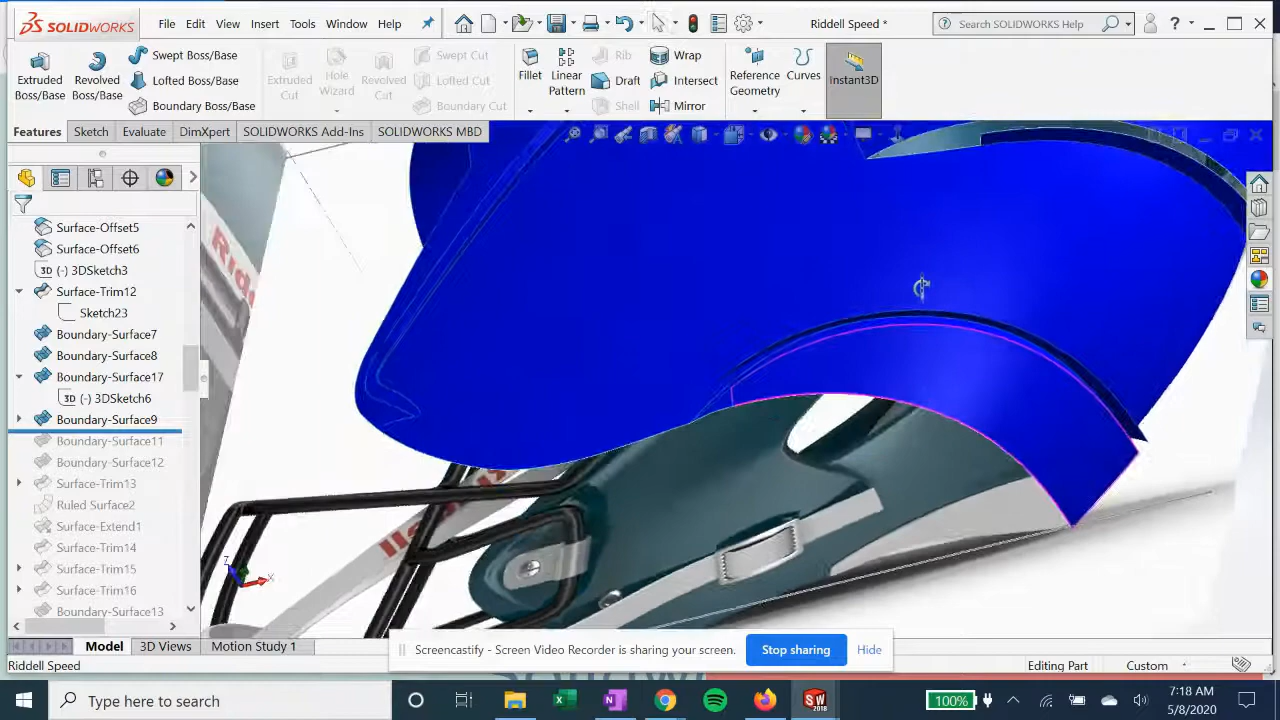 SOLIDWORKS File Edit View Insert Tools Window Help Riddell Speed * Search SOLIDWORKS Help ?
Extruded Boss/Base
Revolved Boss/Base
Swept Boss/Base
Lofted Boss/Base
Boundary Boss/Base
Extruded Cut
Hole Wizard
Revolved Cut
Swept Cut
Lofted Cut
Boundary Cut
Fillet
Linear Pattern
Rib
Draft
Shell
Wrap
Intersect
Mirror
Reference Geometry
Curves
Instant3D
Features Sketch Evaluate DimXpert SOLIDWORKS Add-Ins SOLIDWORKS MBD
Surface-Offset5
Surface-Offset6
3D (-) 3DSketch3
Surface-Trim12
Sketch23
Boundary-Surface7
Boundary-Surface8
Boundary-Surface17
3D (-) 3DSketch6
Boundary-Surface9
Boundary-Surface11
Boundary-Surface12
Surface-Trim13
Ruled Surface2
Surface-Extend1
Surface-Trim14
Surface-Trim15
Surface-Trim16
Boundary-Surface13
Z
X
Model 3D Views Motion Study 1
Screencastify - Screen Video Recorder is sharing your screen. Stop sharing Hide
Riddell Speed Editing Part Custom
Type here to search
SW
2018
100%
7:18 AM
5/8/2020